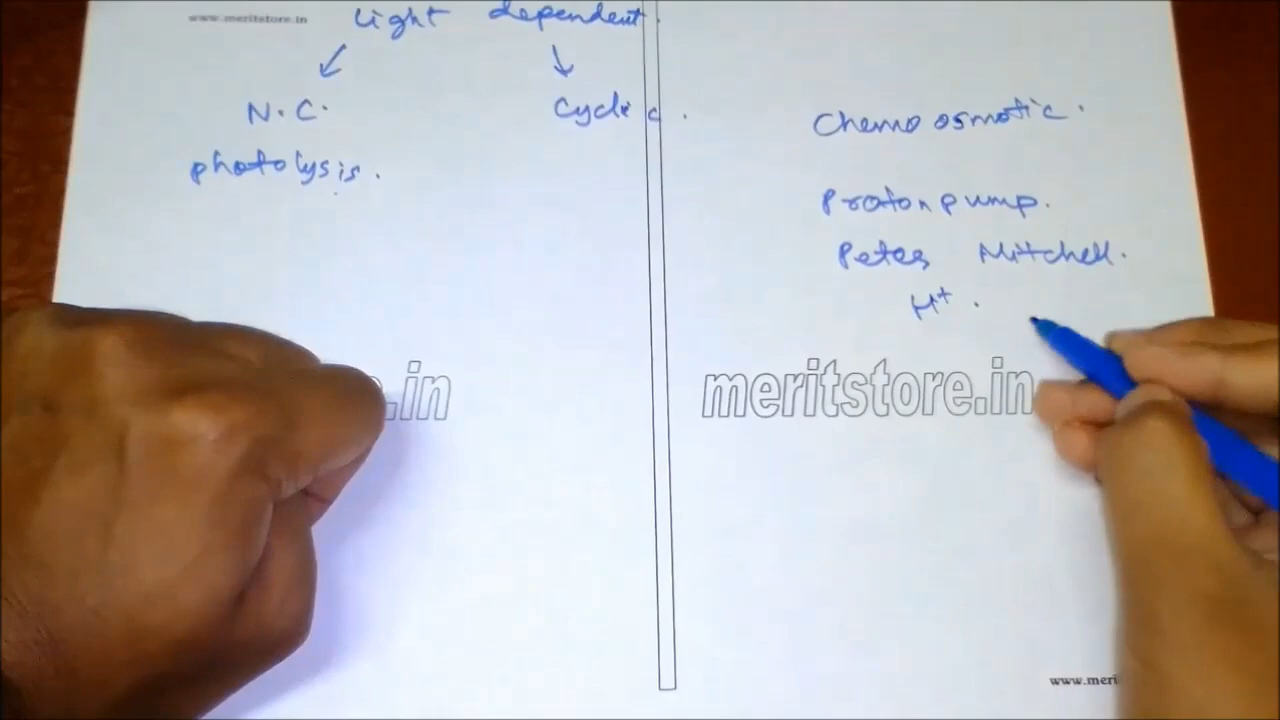 www.meritstore.in
Light dependent.
N.C.
Cyclic.
photolysis.
Chemo osmotic.
Proton pump.
Peter Mitchell.
H+.
.in
meritstore.in
www.meri